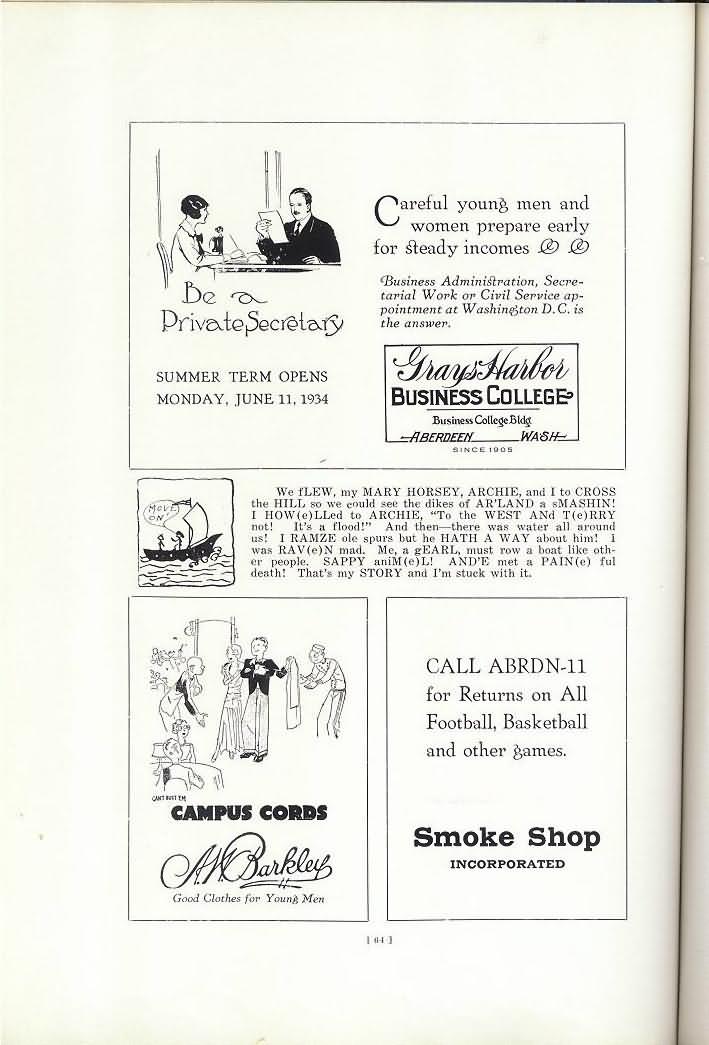 Be a
Private Secretary
SUMMER TERM OPENS
MONDAY, JUNE 11, 1934
Careful young men and
women prepare early
for steady incomes
Business Administration, Secre-
tarial Work or Civil Service ap-
pointment at Washington D.C. is
the answer.
Grays Harbor
BUSINESS COLLEGE
Business College Bldg.
ABERDEEN WASH
SINCE 1905
MOVE
ON
We fLEW, my MARY HORSEY, ARCHIE, and I to CROSS
the HILL so we could see the dikes of AR'LAND a sMASHIN!
I HOW(e)LLed to ARCHIE, "To the WEST ANd T(e)RRY
not! It's a flood!" And then—there was water all around
us! I RAMZE ole spurs but he HATH A WAY about him! i
was RAV(e)N mad. Me, a gEARL, must row a boat like oth-
er people. SAPPY aniM(e)L! AND'E met a PAIN(e) ful
death! That's my STORY and I'm stuck with it.
CAN'T BUST 'EM
CAMPUS CORDS
A.W. Barkley
Good Clothes for Young Men
CALL ABRDN-11
for Returns on All
Football, Basketball
and other games.
Smoke Shop
INCORPORATED
[ 64 ]